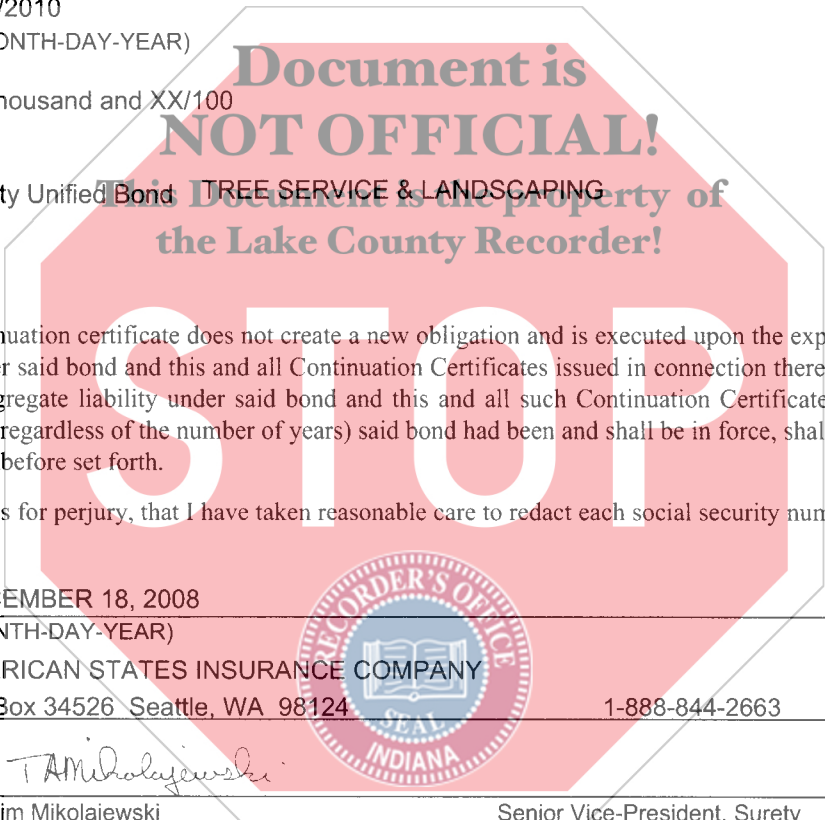 /2010
ONTH-DAY-YEAR)
Document is
housand and XX/100
NOT OFFICIAL!
ty Unified Bond TREE SERVICE & LANDSCAPING
This Document is the property of
the Lake County Recorder!
STOP
nuation certificate does not create a new obligation and is executed upon the exp
r said bond and this and all Continuation Certificates issued in connection there
gregate liability under said bond and this and all such Continuation Certificate
regardless of the number of years) said bond had been and shall be in force, shal
before set forth.
s for perjury, that I have taken reasonable care to redact each social security num
CEMBER 18, 2008
NTH-DAY-YEAR)
RICAN STATES INSURANCE COMPANY
Box 34526 Seattle, WA 98124 1-888-844-2663
RECORDER'S OFFICE
SEAL
INDIANA
TAMikolajewski
im Mikolajewski Senior Vice-President, Surety